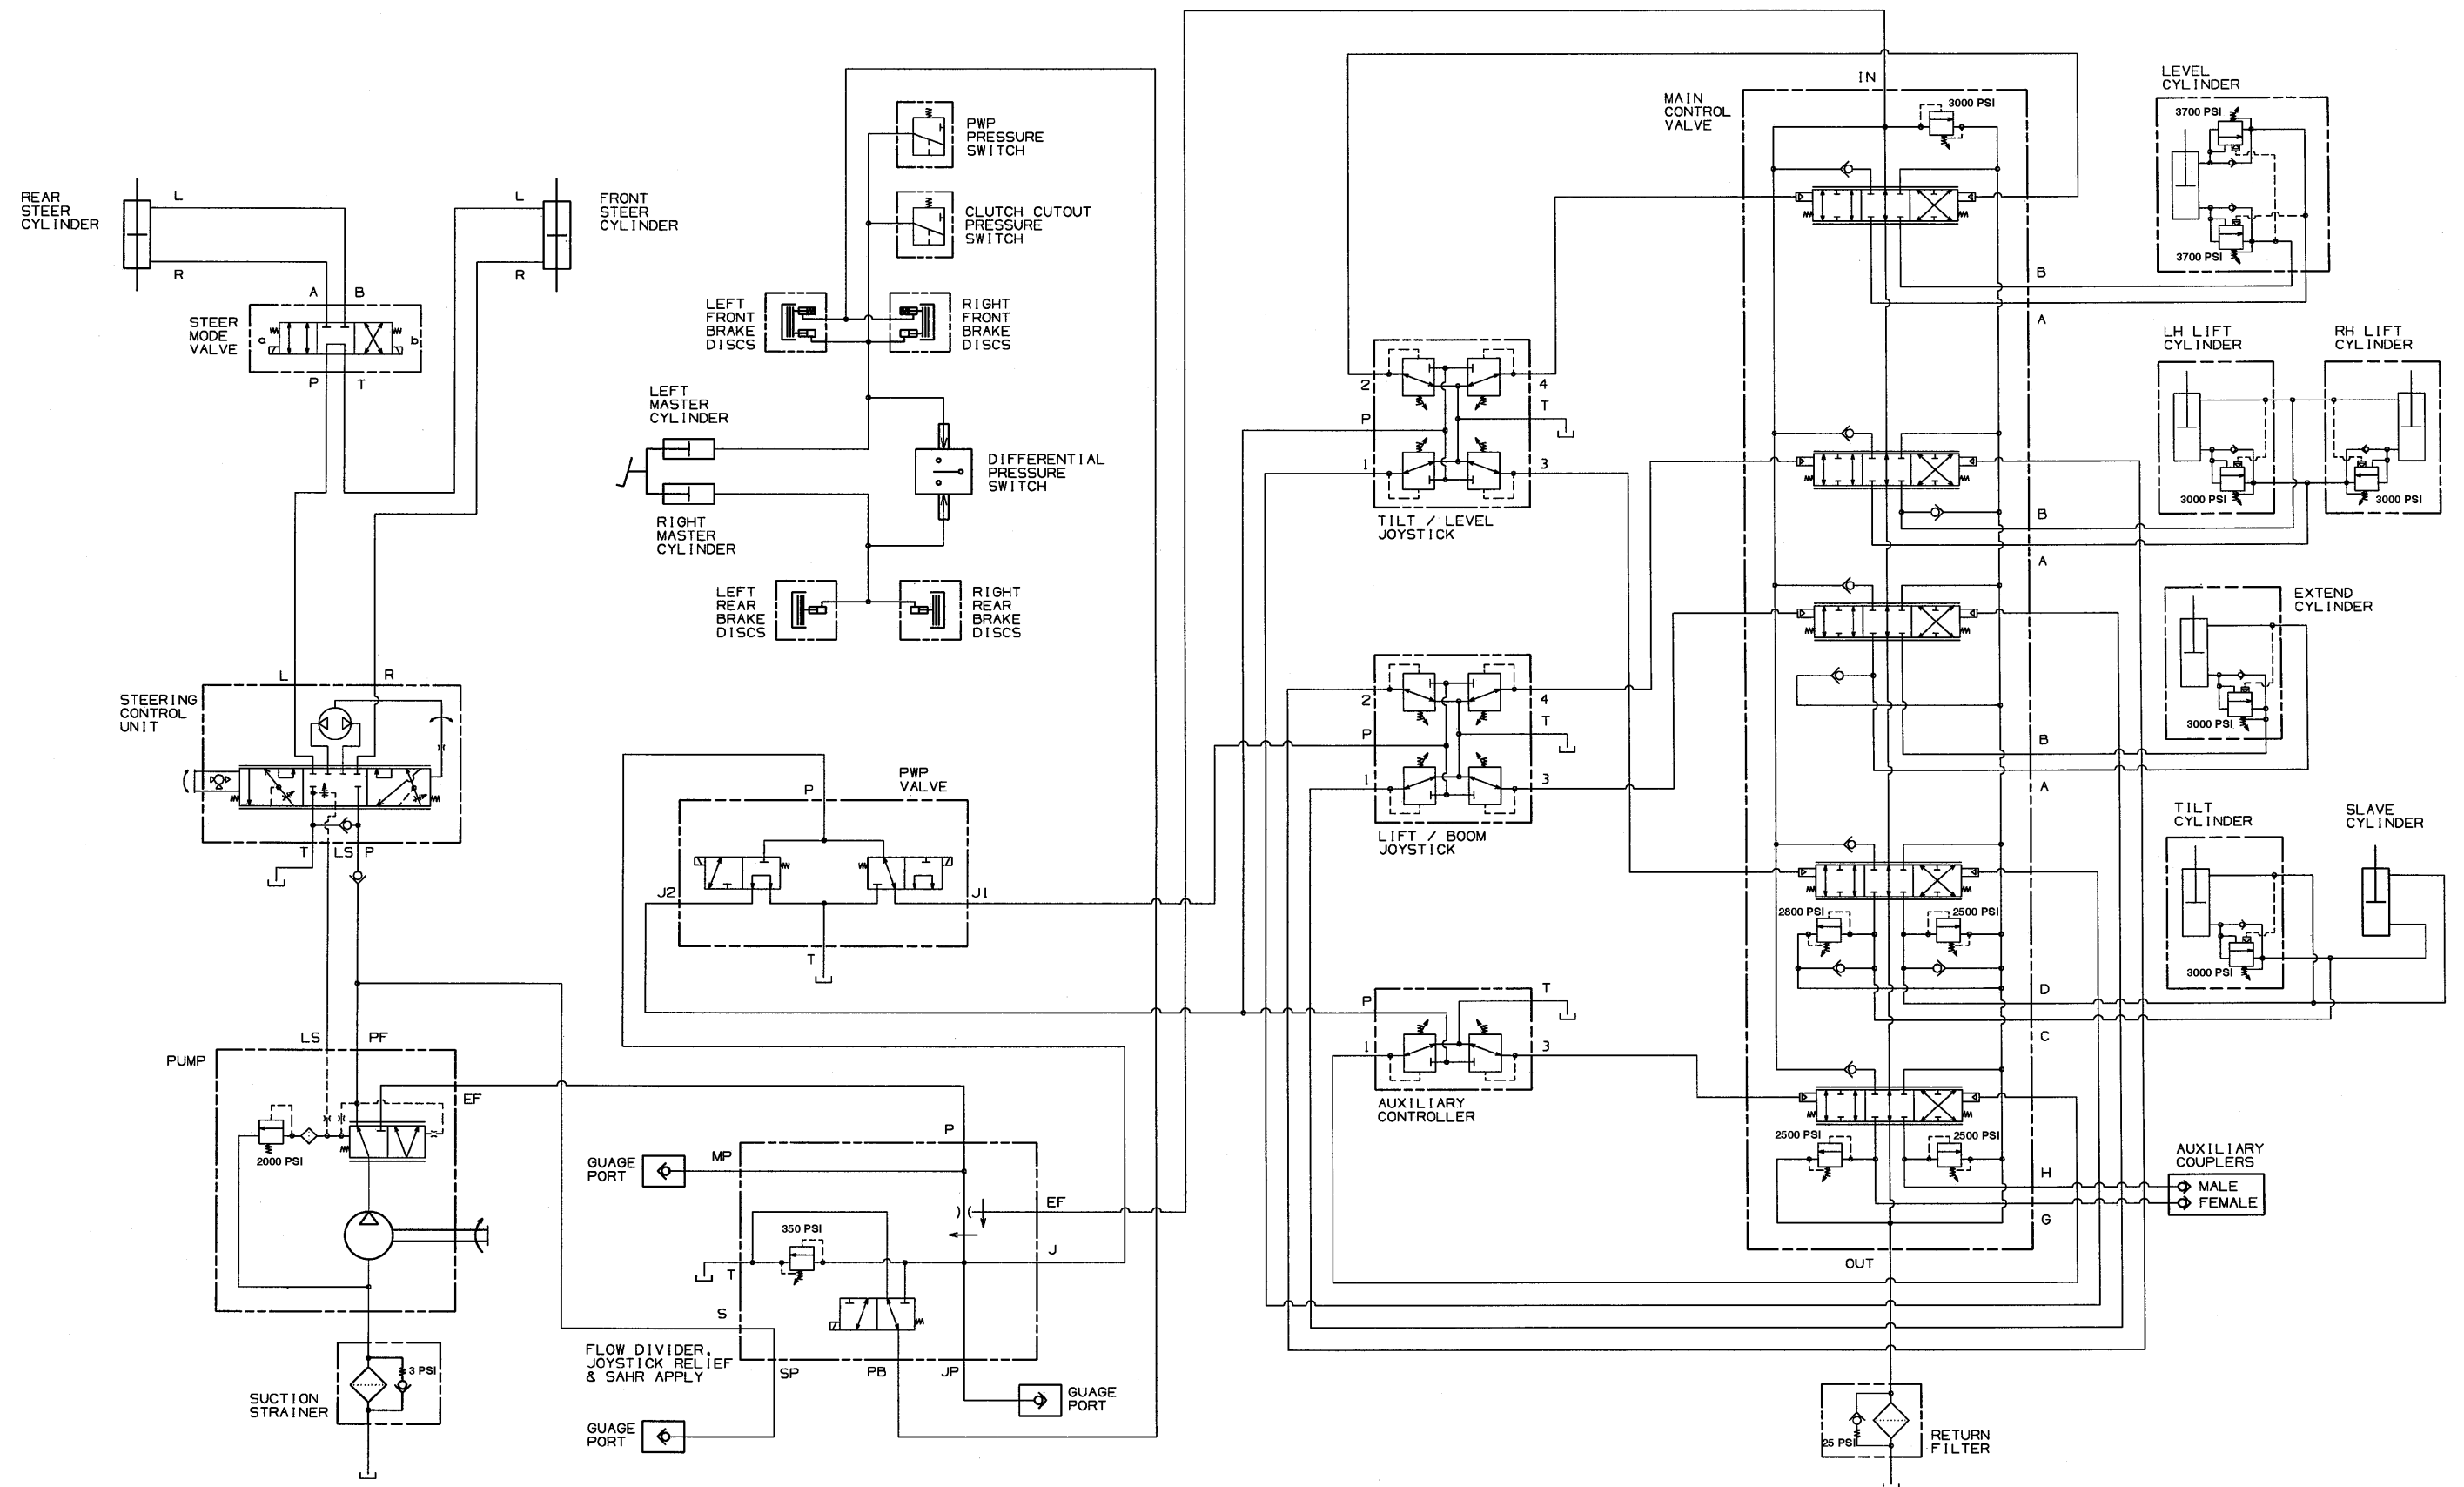 REAR
STEER
CYLINDER
L
R
L
R
FRONT
STEER
CYLINDER
A
B
STEER
MODE
VALVE
a
b
P
T
PWP
PRESSURE
SWITCH
CLUTCH CUTOUT
PRESSURE
SWITCH
LEFT
FRONT
BRAKE
DISCS
RIGHT
FRONT
BRAKE
DISCS
LEFT
MASTER
CYLINDER
DIFFERENTIAL
PRESSURE
SWITCH
RIGHT
MASTER
CYLINDER
LEFT
REAR
BRAKE
DISCS
RIGHT
REAR
BRAKE
DISCS
L
R
STEERING
CONTROL
UNIT
T
LS
P
PWP
VALVE
P
J2
J1
T
LS
PF
PUMP
EF
2000 PSI
SUCTION
STRAINER
3 PSI
GUAGE
PORT
MP
P
EF
350 PSI
T
J
S
FLOW DIVIDER,
JOYSTICK RELIEF
& SAHR APPLY
SP
PB
JP
GUAGE
PORT
GUAGE
PORT
2
4
T
P
1
3
TILT / LEVEL
JOYSTICK
2
4
T
P
1
3
LIFT / BOOM
JOYSTICK
P
T
1
3
AUXILIARY
CONTROLLER
IN
MAIN
CONTROL
VALVE
3000 PSI
B
A
B
A
B
A
2800 PSI
2500 PSI
D
C
2500 PSI
2500 PSI
H
G
OUT
25 PSI
RETURN
FILTER
LEVEL
CYLINDER
3700 PSI
3700 PSI
LH LIFT
CYLINDER
RH LIFT
CYLINDER
3000 PSI
3000 PSI
EXTEND
CYLINDER
3000 PSI
TILT
CYLINDER
SLAVE
CYLINDER
3000 PSI
AUXILIARY
COUPLERS
MALE
FEMALE